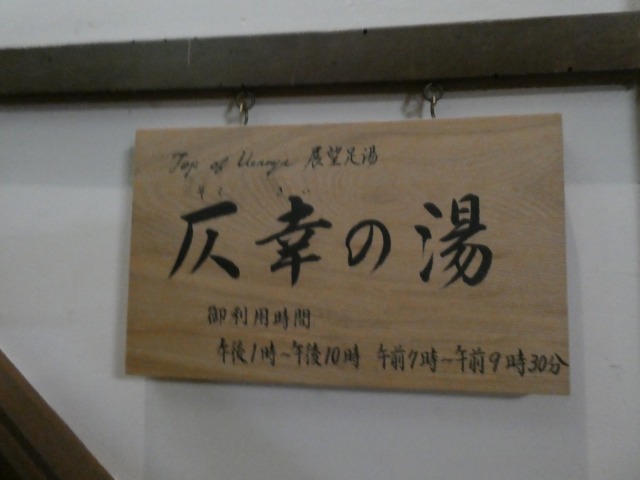 Top of 展望足湯
仄幸の湯
御利用時間
午後1時～午後10時 午前7時～午前9時30分